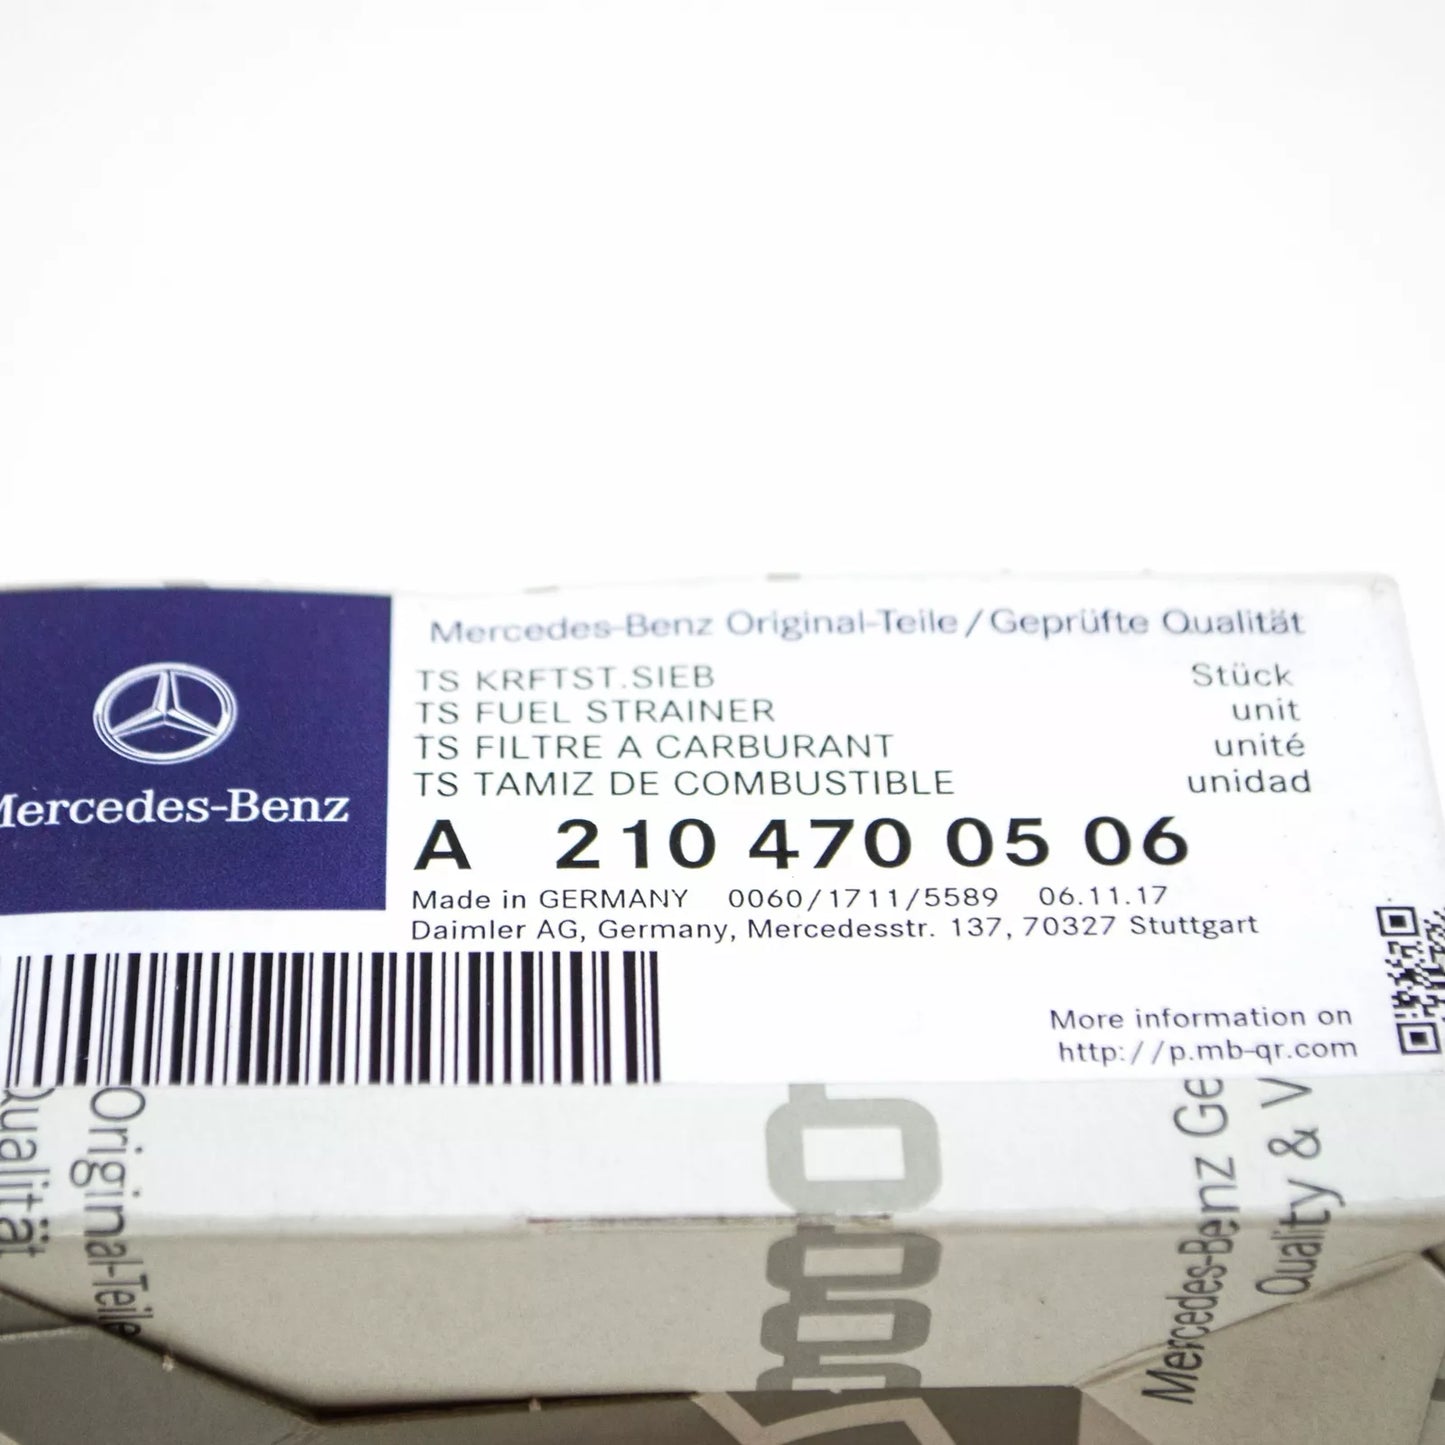 Mercedes-Benz Original-Teile/Geprüfte Qualität
TS KRFTST.SIEB Stück
TS FUEL STRAINER unit
TS FILTRE A CARBURANT unité
TS TAMIZ DE COMBUSTIBLE unidad
Mercedes-Benz
A 210 470 05 06
Made in GERMANY 0060/1711/5589 06.11.17
Daimler AG, Germany, Mercedesstr. 137, 70327 Stuttgart
More information on
http://p.mb-qr.com
Qualität
Original-Teile
Mercedes-Benz Ge
Quality & V